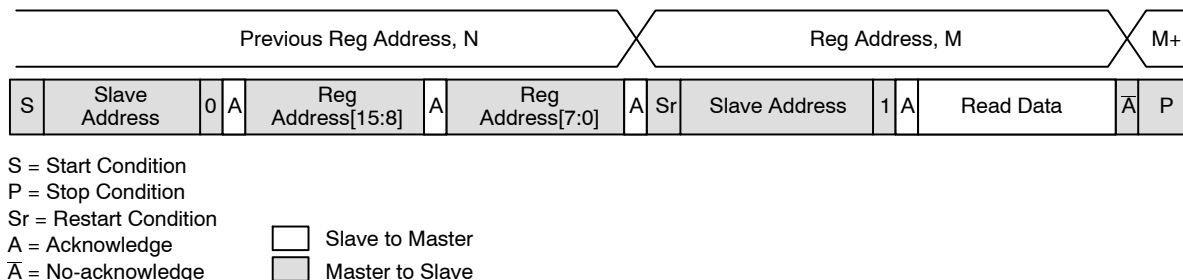 Previous Reg Address, N Reg Address, M M+
S Slave Address 0 A Reg Address[15:8] A Reg Address[7:0] A Sr Slave Address 1 A Read Data A̅ P
S = Start Condition
P = Stop Condition
Sr = Restart Condition
A = Acknowledge
A̅ = No-acknowledge
Slave to Master
Master to Slave